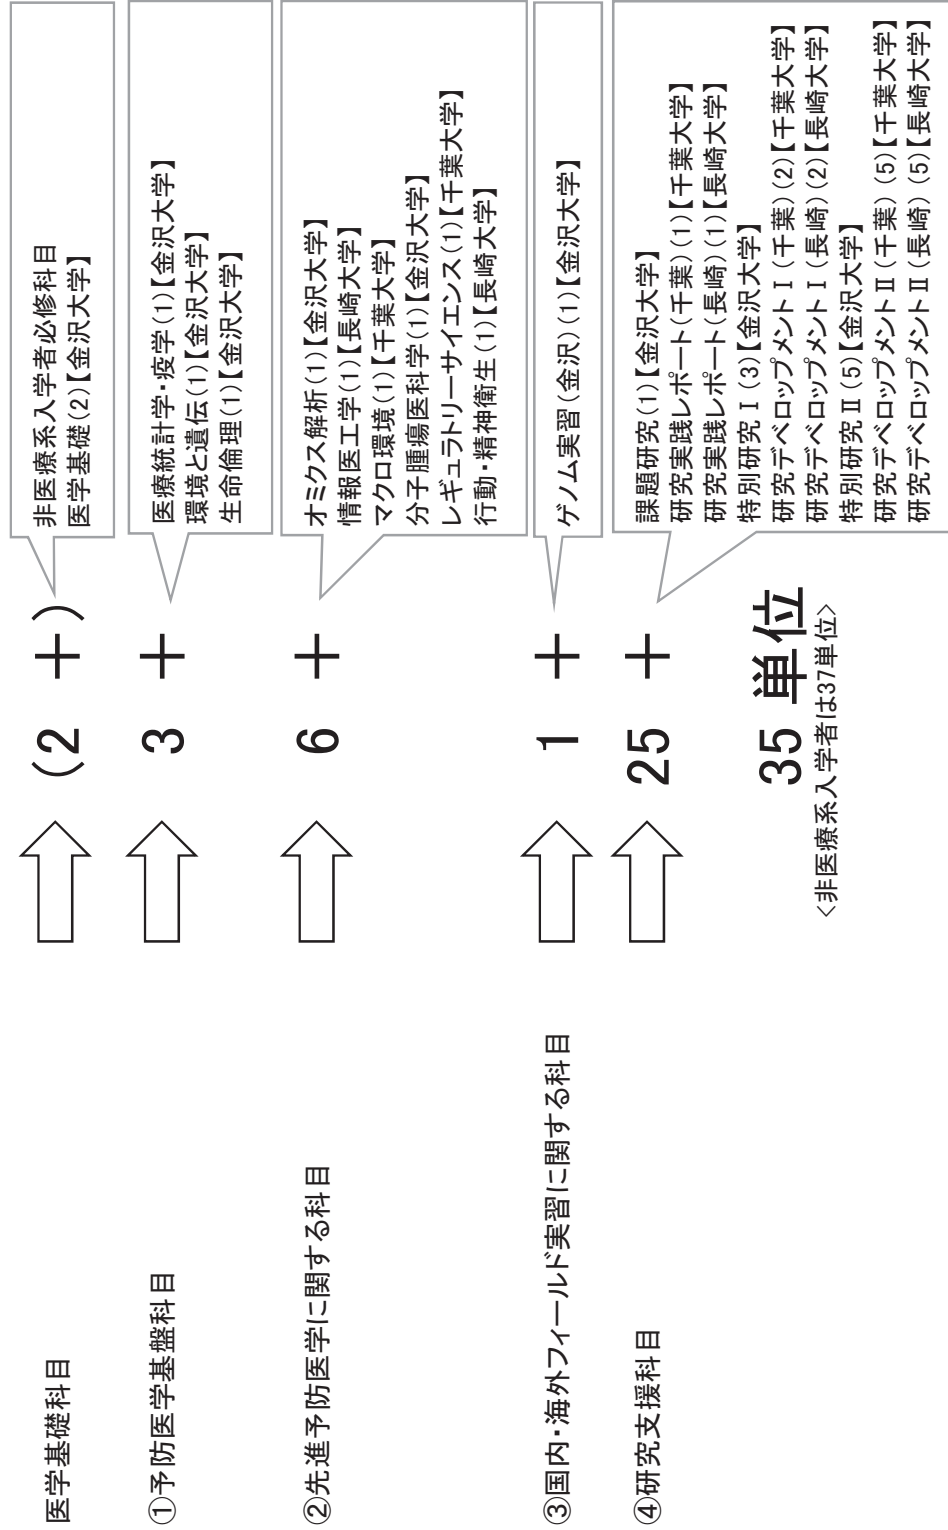 医学基礎科目
(2 +)
非医療系入学者必修科目
医学基礎(2)【金沢大学】
①予防医学基盤科目
3 +
医療統計学・疫学(1)【金沢大学】
環境と遺伝(1)【金沢大学】
生命倫理(1)【金沢大学】
②先進予防医学に関する科目
6 +
オミクス解析(1)【金沢大学】
情報医工学(1)【長崎大学】
マクロ環境(1)【千葉大学】
分子腫瘍医科学(1)【金沢大学】
レギュラトリーサイエンス(1)【千葉大学】
行動・精神衛生(1)【長崎大学】
③国内・海外フィールド実習に関する科目
1 +
ゲノム実習(金沢)(1)【金沢大学】
④研究支援科目
25 +
課題研究(1)【金沢大学】
研究実践レポート(千葉)(1)【千葉大学】
研究実践レポート(長崎)(1)【長崎大学】
特別研究Ⅰ(3)【金沢大学】
研究デベロップメントⅠ(千葉)(2)【千葉大学】
研究デベロップメントⅠ(長崎)(2)【長崎大学】
特別研究Ⅱ(5)【金沢大学】
研究デベロップメントⅡ(千葉)(5)【千葉大学】
研究デベロップメントⅡ(長崎)(5)【長崎大学】
35 単位
<非医療系入学者は37単位>